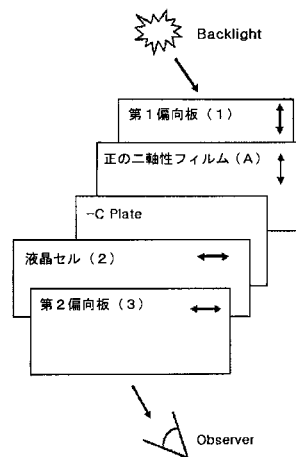 Backlight
第1偏向板（1）
正の二軸性フィルム（A）
−C Plate
液晶セル（2）
第2偏向板（3）
Observer